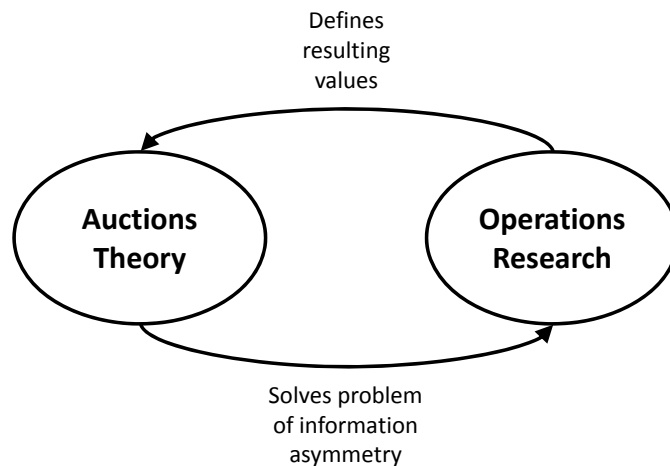 Defines
resulting
values
Auctions
Theory
Operations
Research
Solves problem
of information
asymmetry